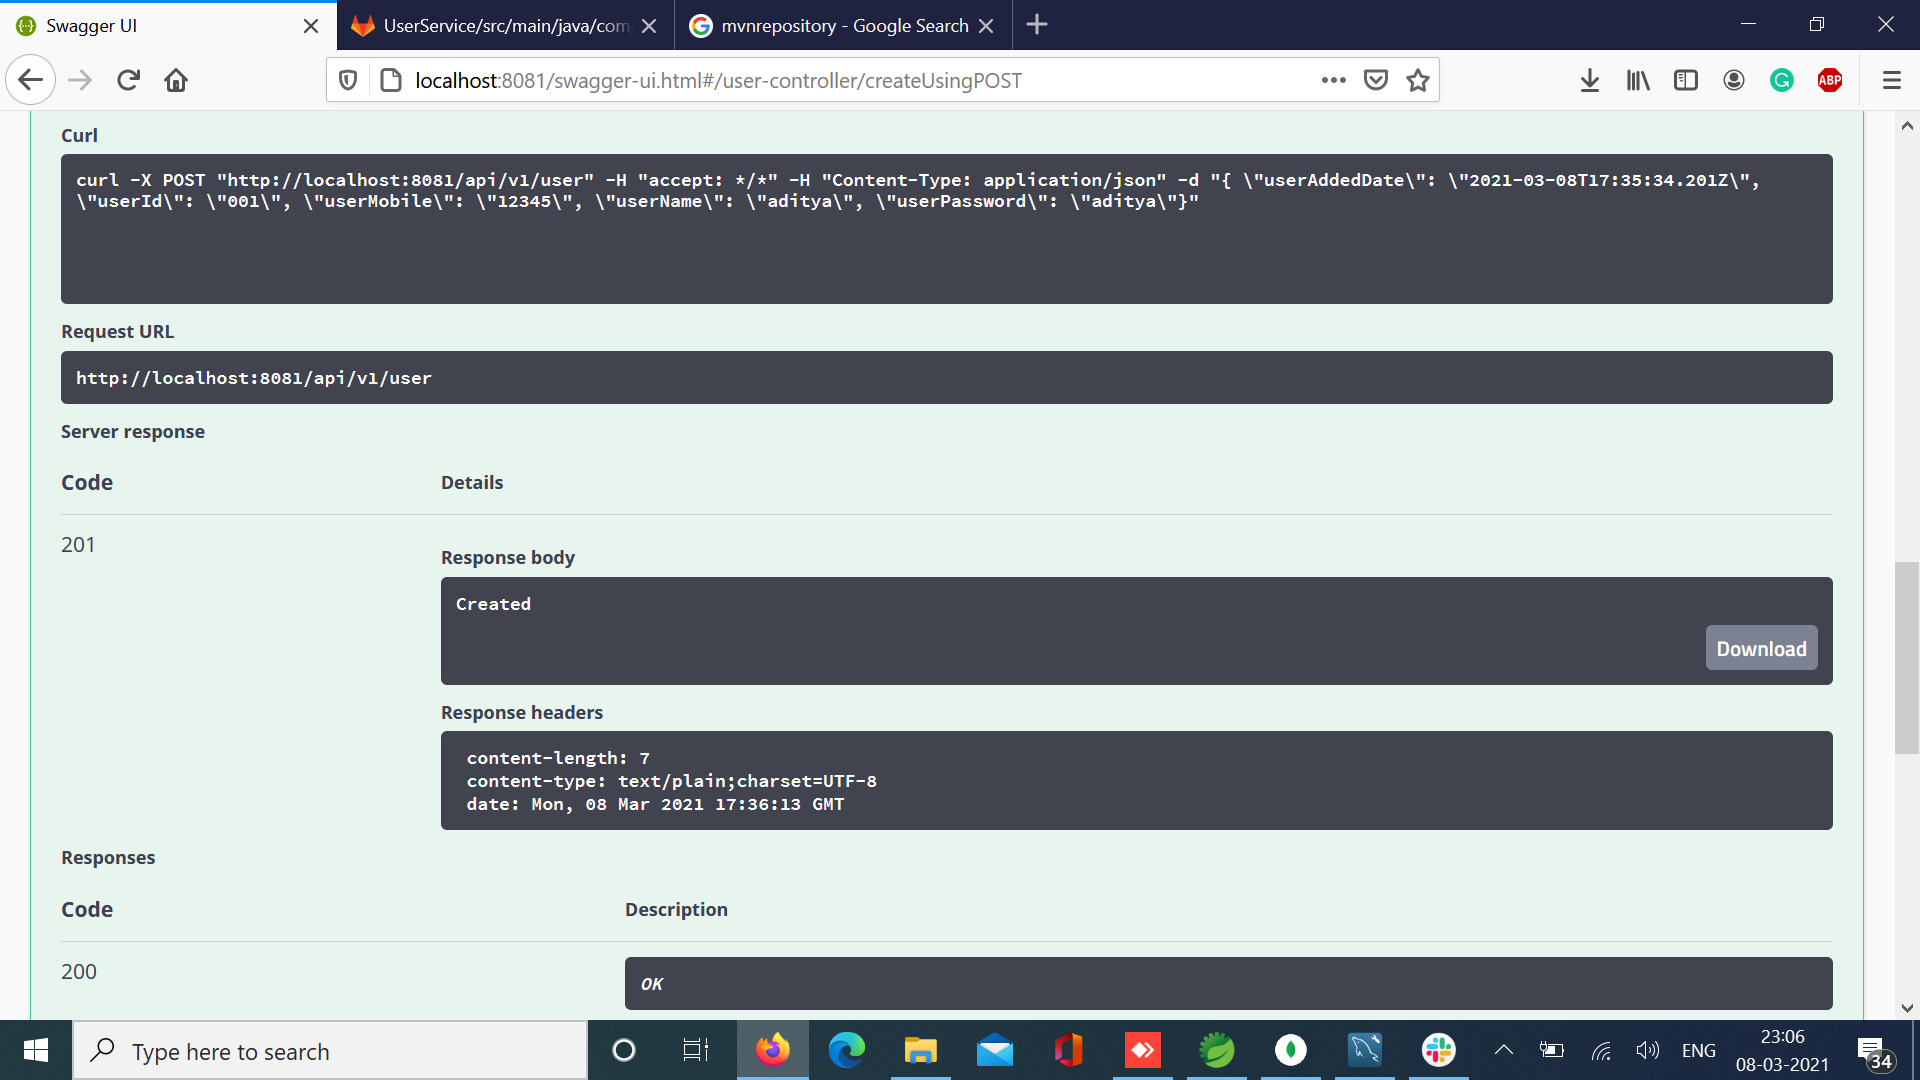 Swagger UI
UserService/src/main/java/com
mvnrepository - Google Search
localhost:8081/swagger-ui.html#/user-controller/createUsingPOST
ABP
Curl
curl -X POST "http://localhost:8081/api/v1/user" -H "accept: */*" -H "Content-Type: application/json" -d "{ \"userAddedDate\": \"2021-03-08T17:35:34.201Z\",
\"userId\": \"001\", \"userMobile\": \"12345\", \"userName\": \"aditya\", \"userPassword\": \"aditya\"}"
Request URL
http://localhost:8081/api/v1/user
Server response
Code
Details
201
Response body
Created
Download
Response headers
content-length: 7
content-type: text/plain;charset=UTF-8
date: Mon, 08 Mar 2021 17:36:13 GMT
Responses
Code
Description
200
OK
Type here to search
ENG
23:06
08-03-2021
34